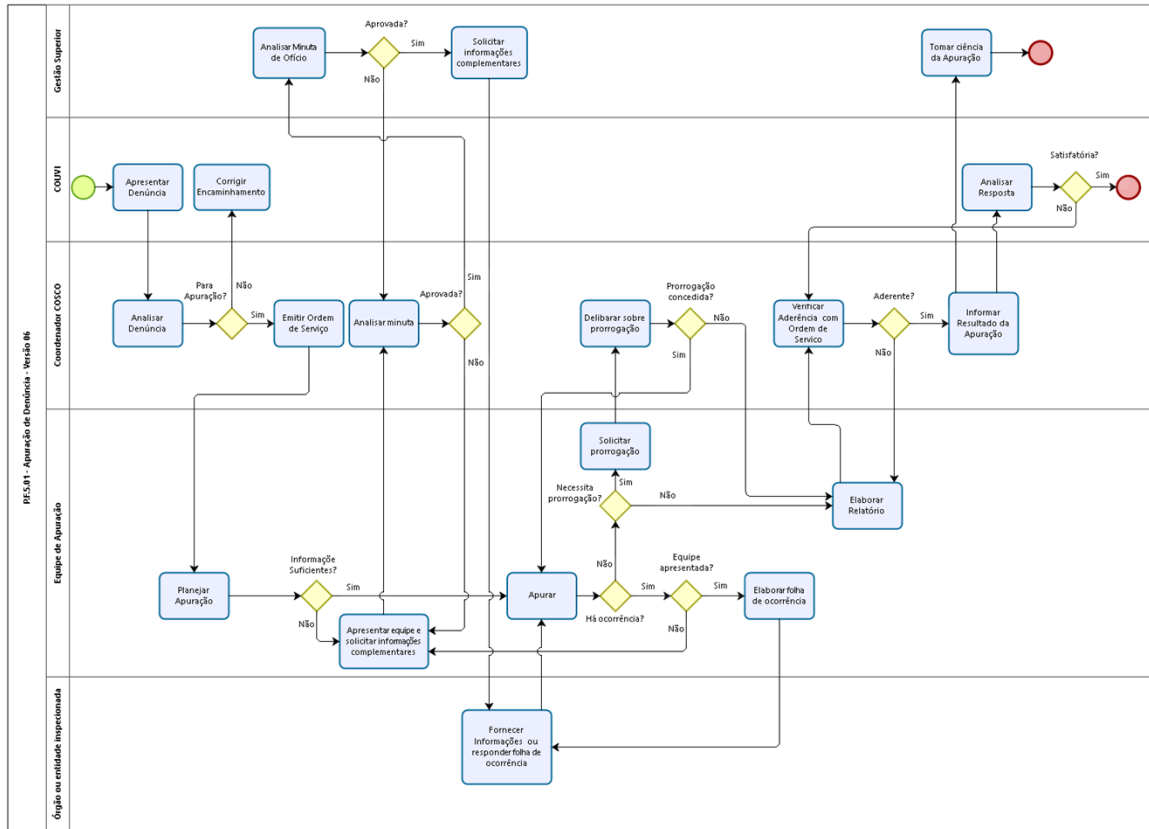 P.F.5.01 - Apuração de Denúncia - Versão 06
Gestão Superior
Analisar Minuta
de Ofício
Aprovada?
Sim
Não
Solicitar
informações
complementares
Tomar ciência
da Apuração
COUVI
Apresentar
Denúncia
Corrigir
Encaminhamento
Analisar
Resposta
Satisfatória?
Sim
Não
Coordenador COSCO
Analisar
Denúncia
Para
Apuração?
Não
Sim
Emitir Ordem
de Serviço
Analisar minuta
Aprovada?
Sim
Não
Delibarar sobre
prorrogação
Prorrogação
concedida?
Não
Sim
Verificar
Aderência com
Ordem de
Servico
Aderente?
Sim
Não
Informar
Resultado da
Apuração
Equipe de Apuração
Solicitar
prorrogação
Necessita
prorrogação?
Sim
Não
Elaborar
Relatório
Planejar
Apuração
Informaçõe
Suficientes?
Sim
Não
Apresentar equipe e
solicitar informações
complementares
Apurar
Não
Sim
Há ocorrência?
Equipe
apresentada?
Sim
Não
Elaborar folha
de ocorrência
Órgão ou entidade inspecionada
Fornecer
Informações ou
responder folha de
ocorrência